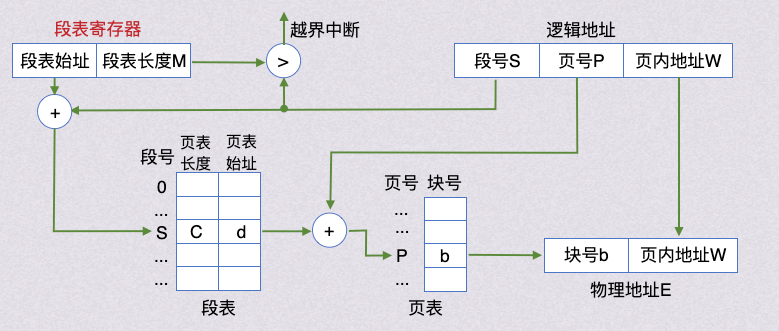 段表寄存器
越界中断
逻辑地址
段表始址 段表长度M
>
段号S 页号P 页内地址W
+
段号 页表长度 页表始址
0
...
S C d
...
...
段表
+
页号 块号
...
...
P b
...
页表
块号b 页内地址W
物理地址E